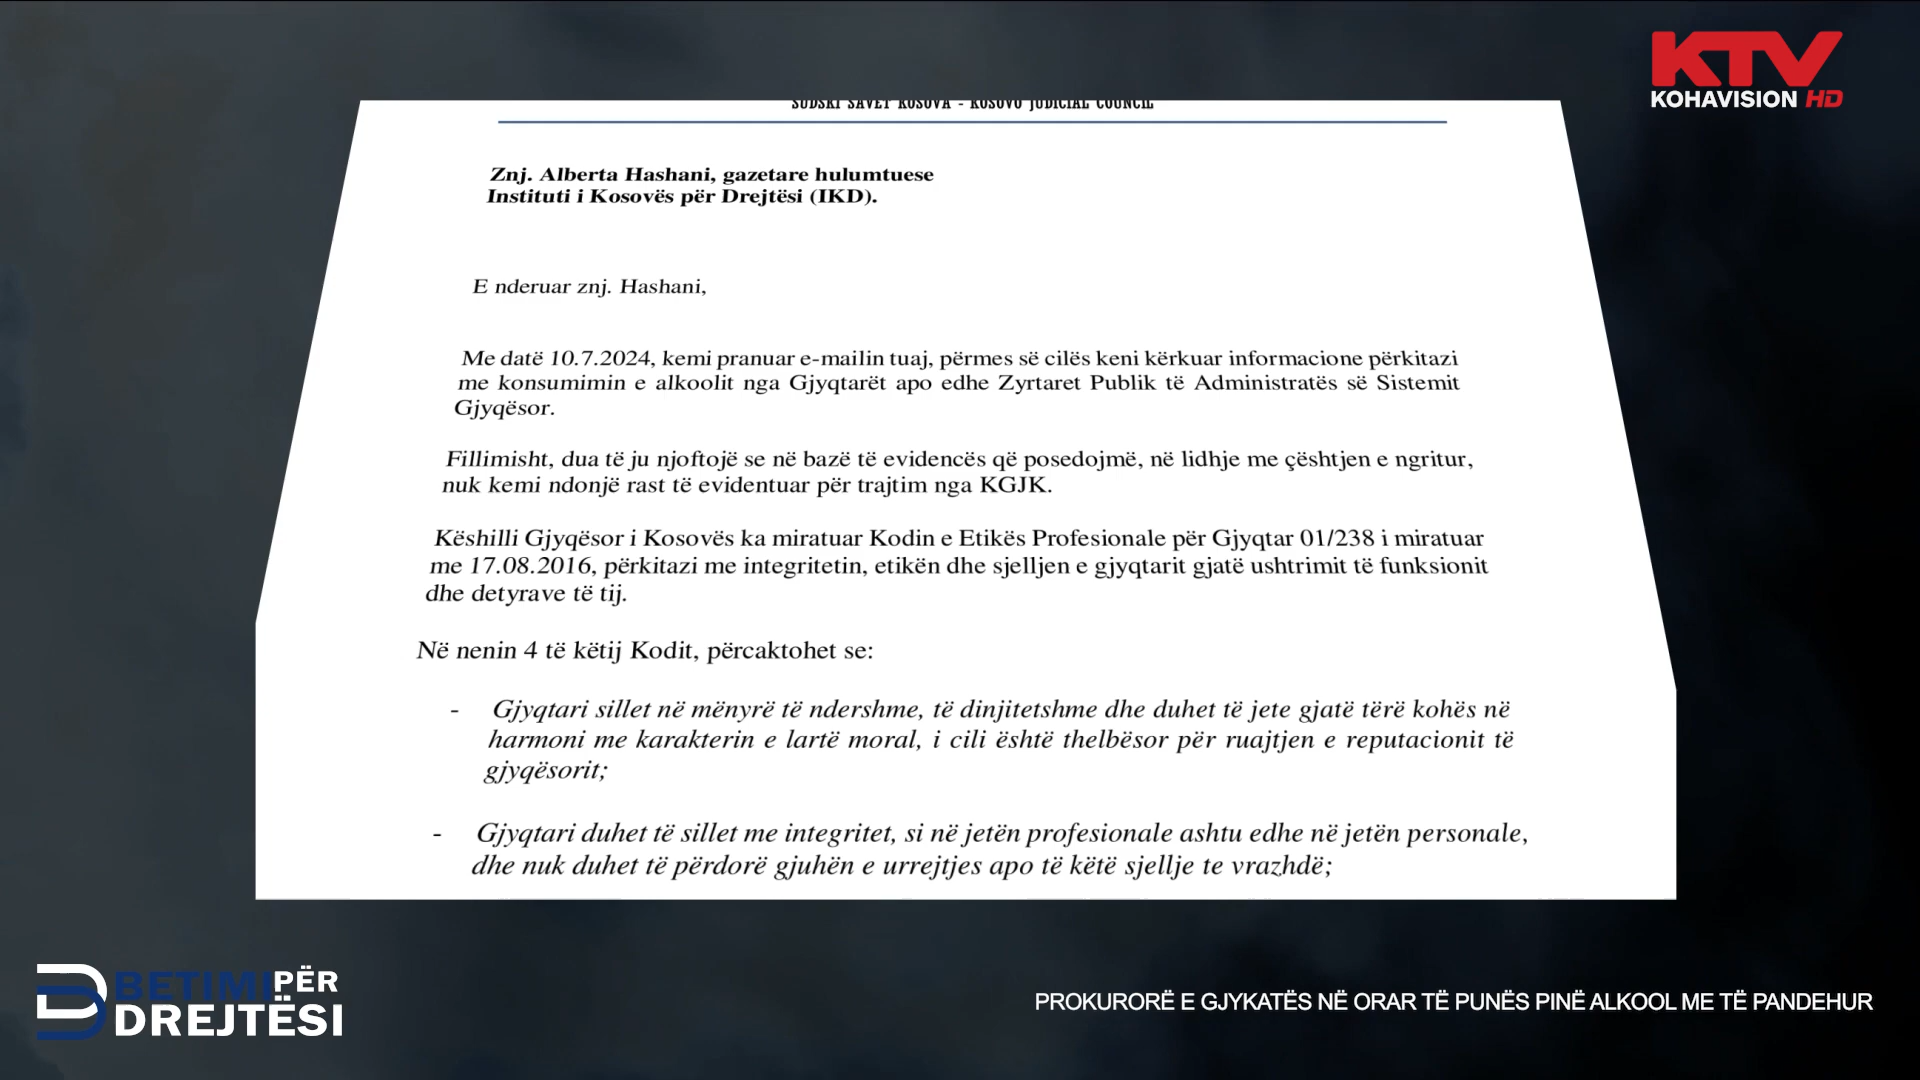 KTV
KOHAVISION HD
SUDSKI SAVET KOSOVA - KOSOVO JUDICIAL COUNCIL
Znj. Alberta Hashani, gazetare hulumtuese
Instituti i Kosovës për Drejtësi (IKD).
E nderuar znj. Hashani,
Me datë 10.7.2024, kemi pranuar e-mailin tuaj, përmes së cilës keni kërkuar informacione përkitazi
me konsumimin e alkoolit nga Gjyqtarët apo edhe Zyrtaret Publik të Administratës së Sistemit
Gjyqësor.
Fillimisht, dua të ju njoftojë se në bazë të evidencës që posedojmë, në lidhje me çështjen e ngritur,
nuk kemi ndonjë rast të evidentuar për trajtim nga KGJK.
Këshilli Gjyqësor i Kosovës ka miratuar Kodin e Etikës Profesionale për Gjyqtar 01/238 i miratuar
me 17.08.2016, përkitazi me integritetin, etikën dhe sjelljen e gjyqtarit gjatë ushtrimit të funksionit
dhe detyrave të tij.
Në nenin 4 të këtij Kodit, përcaktohet se:
- Gjyqtari sillet në mënyrë të ndershme, të dinjitetshme dhe duhet të jete gjatë tërë kohës në
harmoni me karakterin e lartë moral, i cili është thelbësor për ruajtjen e reputacionit të
gjyqësorit;
- Gjyqtari duhet të sillet me integritet, si në jetën profesionale ashtu edhe në jetën personale,
dhe nuk duhet të përdorë gjuhën e urrejtjes apo të këtë sjellje te vrazhdë;
BETIMI PËR
DREJTËSI
PROKURORË E GJYKATËS NË ORAR TË PUNËS PINË ALKOOL ME TË PANDEHUR